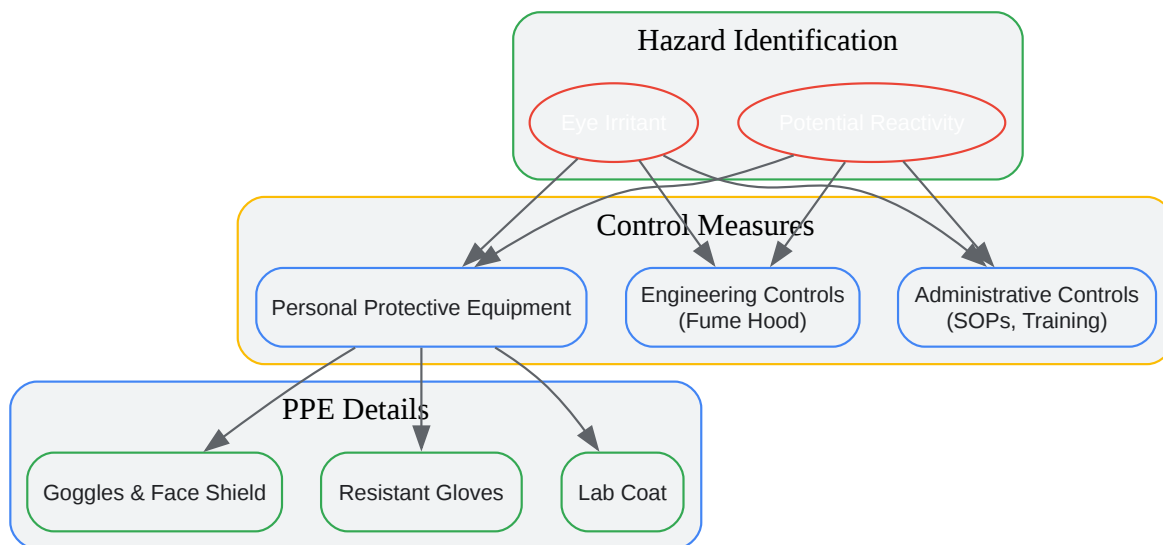 Hazard Identification
Eye Irritant
Potential Reactivity
Control Measures
Personal Protective Equipment
Engineering Controls
(Fume Hood)
Administrative Controls
(SOPs, Training)
PPE Details
Goggles & Face Shield
Resistant Gloves
Lab Coat